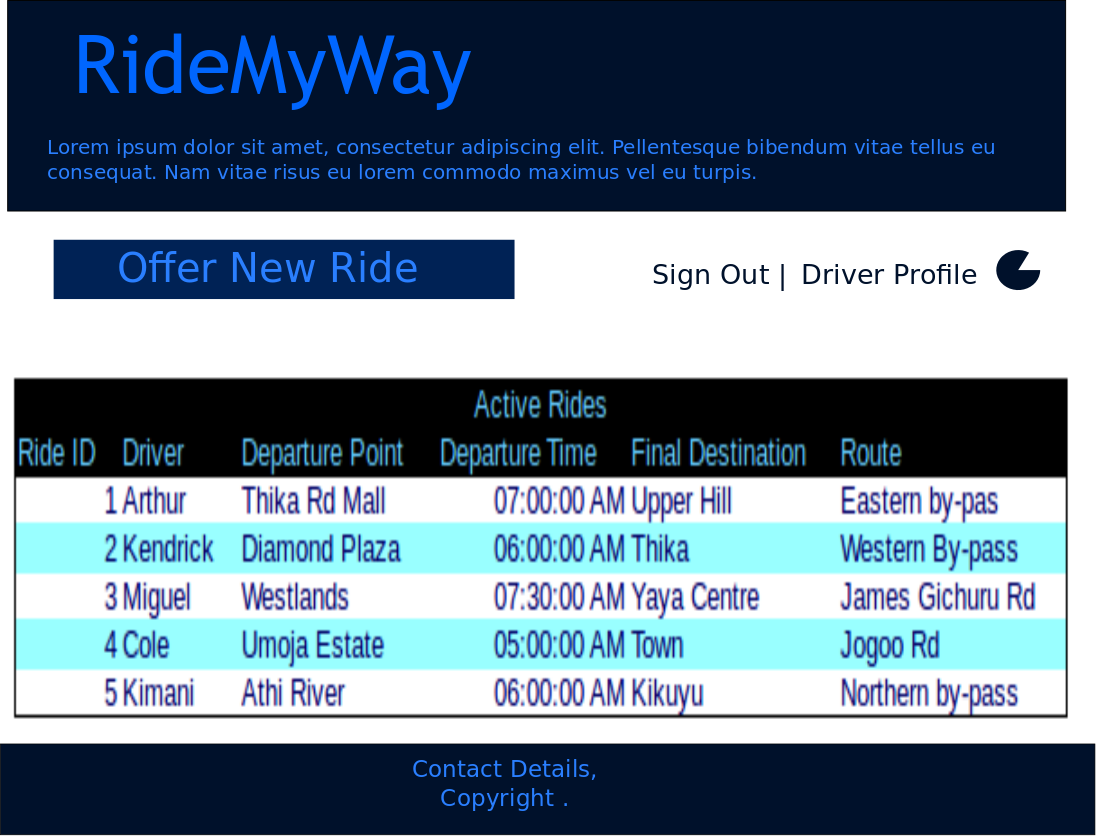 RideMyWay
Lorem ipsum dolor sit amet, consectetur adipiscing elit. Pellentesque bibendum vitae tellus eu
consequat. Nam vitae risus eu lorem commodo maximus vel eu turpis.
Offer New Ride
Sign Out | Driver Profile
Active Rides
Ride ID Driver Departure Point Departure Time Final Destination Route
1 Arthur Thika Rd Mall 07:00:00 AM Upper Hill Eastern by-pas
2 Kendrick Diamond Plaza 06:00:00 AM Thika Western By-pass
3 Miguel Westlands 07:30:00 AM Yaya Centre James Gichuru Rd
4 Cole Umoja Estate 05:00:00 AM Town Jogoo Rd
5 Kimani Athi River 06:00:00 AM Kikuyu Northern by-pass
Contact Details,
Copyright .